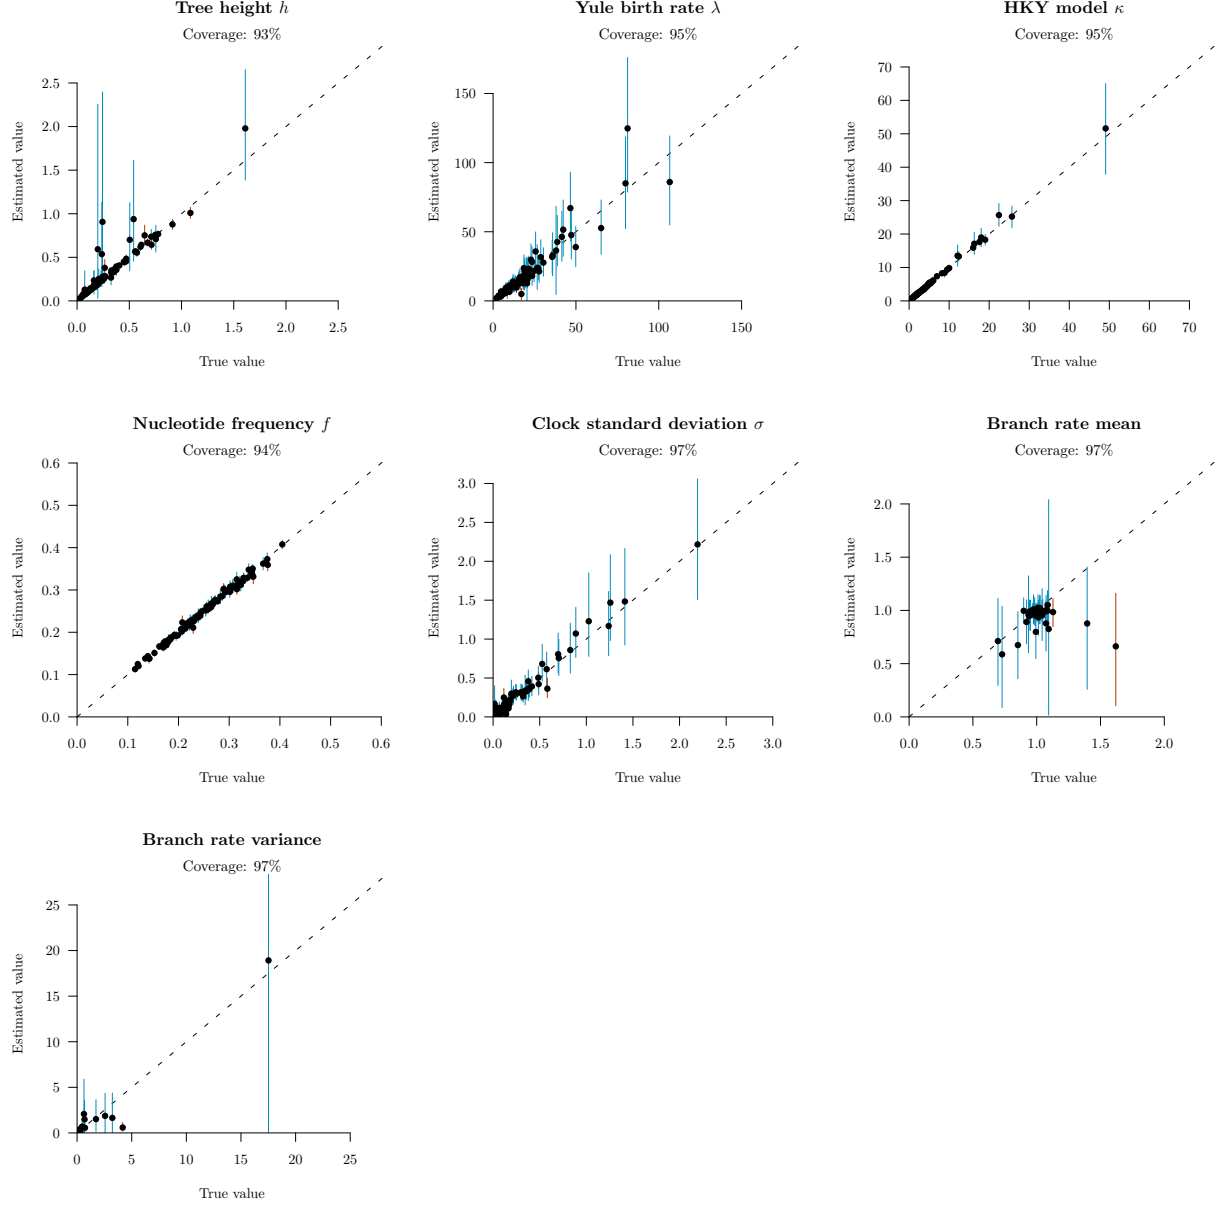 Tree height h
Coverage: 93%
Estimated value
2.5
2.0
1.5
1.0
0.5
0.0
0.0 0.5 1.0 1.5 2.0 2.5
True value
Yule birth rate λ
Coverage: 95%
Estimated value
150
100
50
0
0 50 100 150
True value
HKY model κ
Coverage: 95%
Estimated value
70
60
50
40
30
20
10
0
0 10 20 30 40 50 60 70
True value
Nucleotide frequency f
Coverage: 94%
Estimated value
0.6
0.5
0.4
0.3
0.2
0.1
0.0
0.0 0.1 0.2 0.3 0.4 0.5 0.6
True value
Clock standard deviation σ
Coverage: 97%
Estimated value
3.0
2.5
2.0
1.5
1.0
0.5
0.0
0.0 0.5 1.0 1.5 2.0 2.5 3.0
True value
Branch rate mean
Coverage: 97%
Estimated value
2.0
1.5
1.0
0.5
0.0
0.0 0.5 1.0 1.5 2.0
True value
Branch rate variance
Coverage: 97%
Estimated value
25
20
15
10
5
0
0 5 10 15 20 25
True value